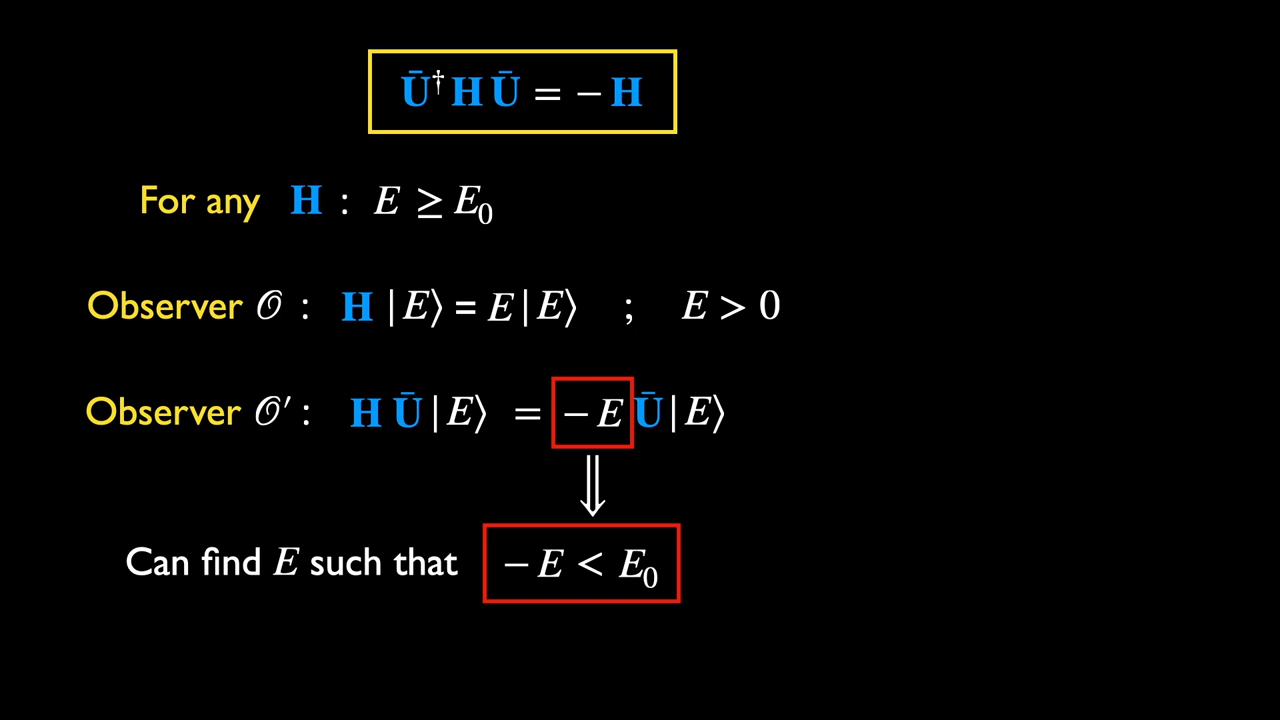 Ū† H Ū = − H
For any H : E ≥ E₀
Observer 𝒪 : H |E⟩ = E|E⟩ ; E > 0
Observer 𝒪′ : H Ū|E⟩ = −E Ū|E⟩
⇓
Can find E such that −E < E₀